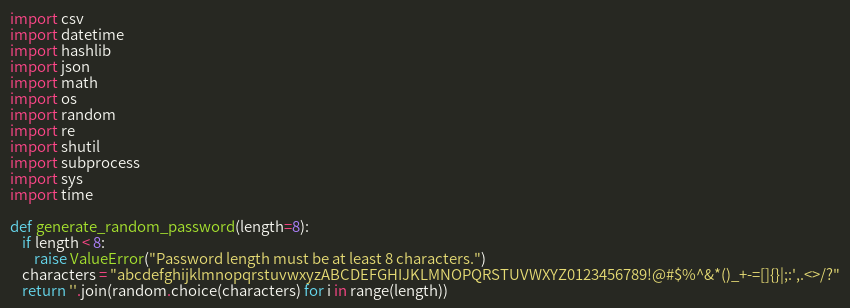 import csv
import datetime
import hashlib
import json
import math
import os
import random
import re
import shutil
import subprocess
import sys
import time
def generate_random_password(length=8):
if length < 8:
raise ValueError("Password length must be at least 8 characters.")
characters = "abcdefghijklmnopqrstuvwxyzABCDEFGHIJKLMNOPQRSTUVWXYZ0123456789!@#$%^&*()_+-=[]{}|;:',.<>/?"
return ''.join(random.choice(characters) for i in range(length))